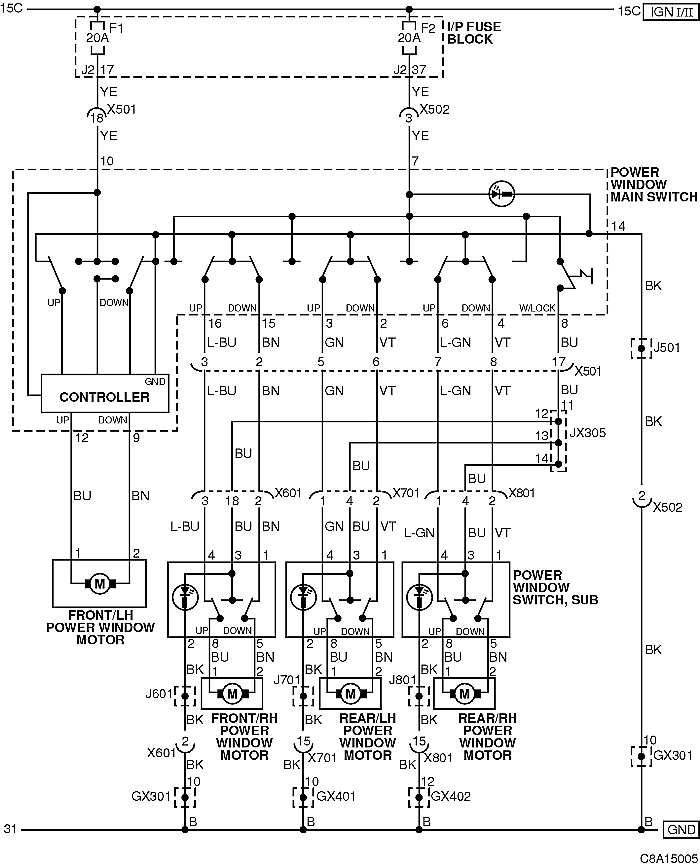 15C 15C IGN I/II
F1 F2 I/P FUSE
20A 20A BLOCK
J2 17 J2 37
YE YE
X501 X502
18 3
YE YE
10 7 POWER
WINDOW
MAIN SWITCH
14
UP DOWN UP DOWN UP DOWN UP DOWN W/LOCK
BK
16 15 3 2 6 4 8
L-BU BN GN VT L-GN VT BU
J501
3 2 5 6 7 8 17
X501
GND
CONTROLLER
L-BU BN GN VT L-GN VT BU
UP DOWN
11
12
BK
12 9
13 JX305
14
BU
BU
BU
X601 X701 X801
3 18 2 1 4 2 1 4 2
2
X502
BU BN
L-BU BU BN GN BU VT L-GN BU VT
1 2 4 3 1 4 3 1 4 3 1
M
POWER
WINDOW
SWITCH, SUB
FRONT/LH
POWER WINDOW
MOTOR
UP DOWN UP DOWN UP DOWN
2 8 5 2 8 5 2 8 5
BK BU BN BK BU BN BK BU BN
BK
1 2 1 2 1 2
J601 M J701 M J801 M
BK FRONT/RH BK REAR/LH BK REAR/RH
POWER POWER POWER
WINDOW WINDOW WINDOW
MOTOR MOTOR MOTOR
2 15 15 10
X601 X701 X801 GX301
BK BK BK
10 10 12
GX301 GX401 GX402
31 B B B B GND
C8A15005